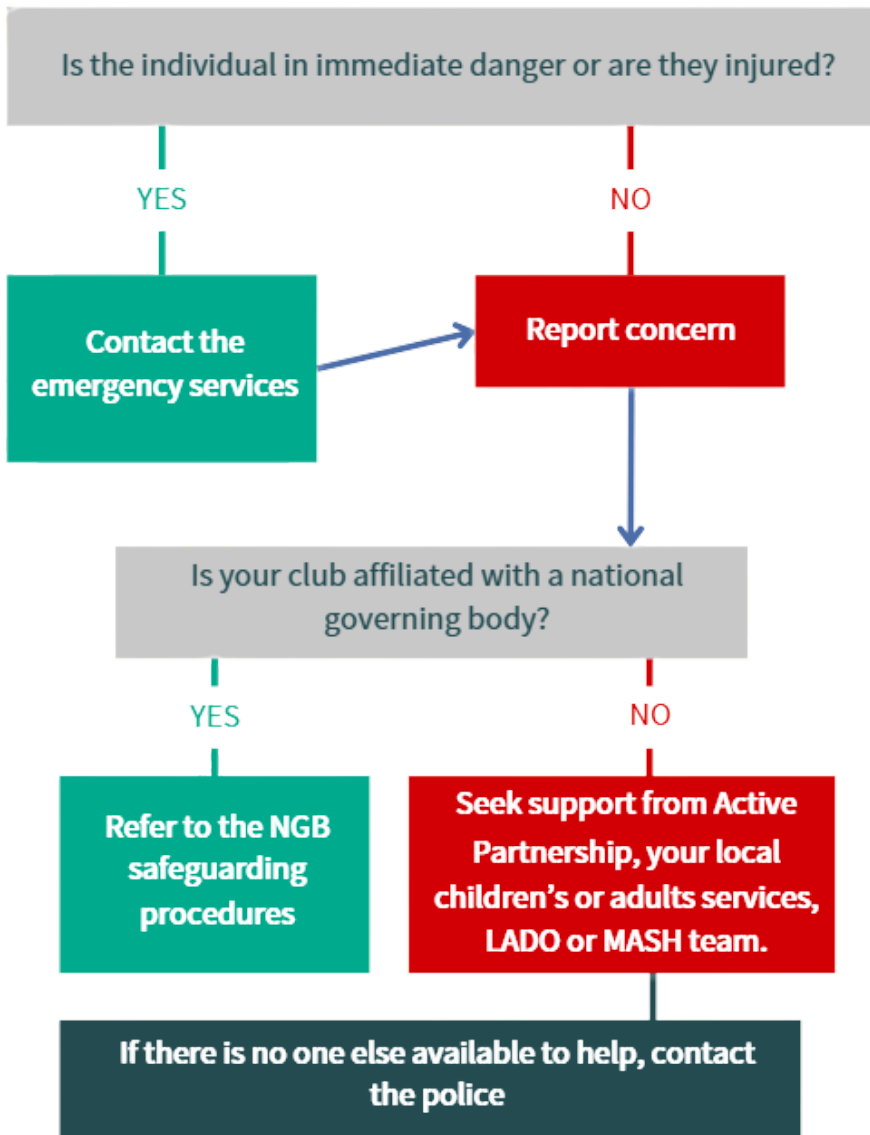 Is the individual in immediate danger or are they injured?
YES
NO
Contact the
emergency services
Report concern
Is your club affiliated with a national
governing body?
YES
NO
Refer to the NGB
safeguarding
procedures
Seek support from Active
Partnership, your local
children's or adults services,
LADO or MASH team.
If there is no one else available to help, contact
the police